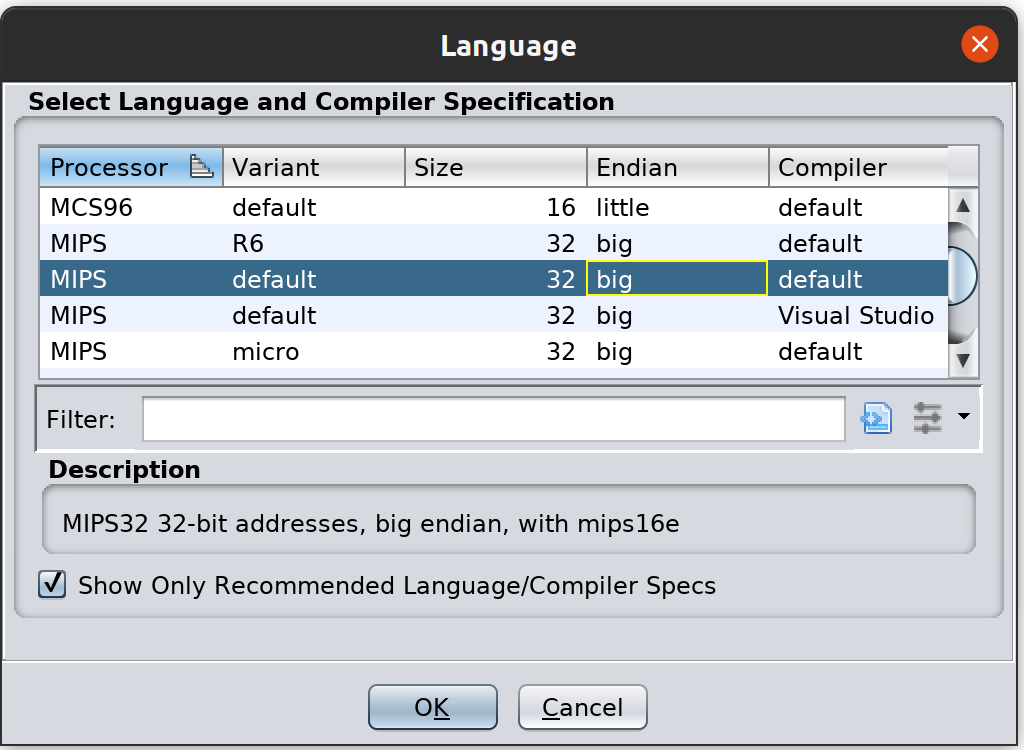 Language
Select Language and Compiler Specification
Processor Variant Size Endian Compiler
MCS96 default 16 little default
MIPS R6 32 big default
MIPS default 32 big default
MIPS default 32 big Visual Studio
MIPS micro 32 big default
Filter:
Description
MIPS32 32-bit addresses, big endian, with mips16e
Show Only Recommended Language/Compiler Specs
OK Cancel